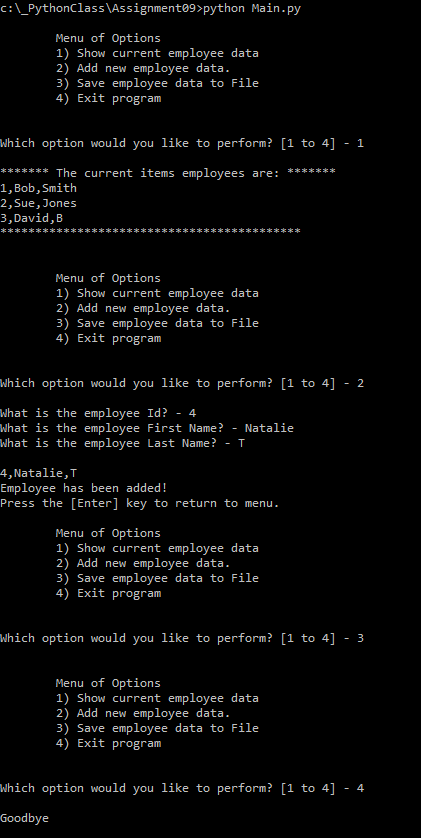 c:\_PythonClass\Assignment09>python Main.py
Menu of Options
1) Show current employee data
2) Add new employee data.
3) Save employee data to File
4) Exit program
Which option would you like to perform? [1 to 4] - 1
******* The current items employees are: *******
1,Bob,Smith
2,Sue,Jones
3,David,B
*******************************************
Menu of Options
1) Show current employee data
2) Add new employee data.
3) Save employee data to File
4) Exit program
Which option would you like to perform? [1 to 4] - 2
What is the employee Id? - 4
What is the employee First Name? - Natalie
What is the employee Last Name? - T
4,Natalie,T
Employee has been added!
Press the [Enter] key to return to menu.
Menu of Options
1) Show current employee data
2) Add new employee data.
3) Save employee data to File
4) Exit program
Which option would you like to perform? [1 to 4] - 3
Menu of Options
1) Show current employee data
2) Add new employee data.
3) Save employee data to File
4) Exit program
Which option would you like to perform? [1 to 4] - 4
Goodbye